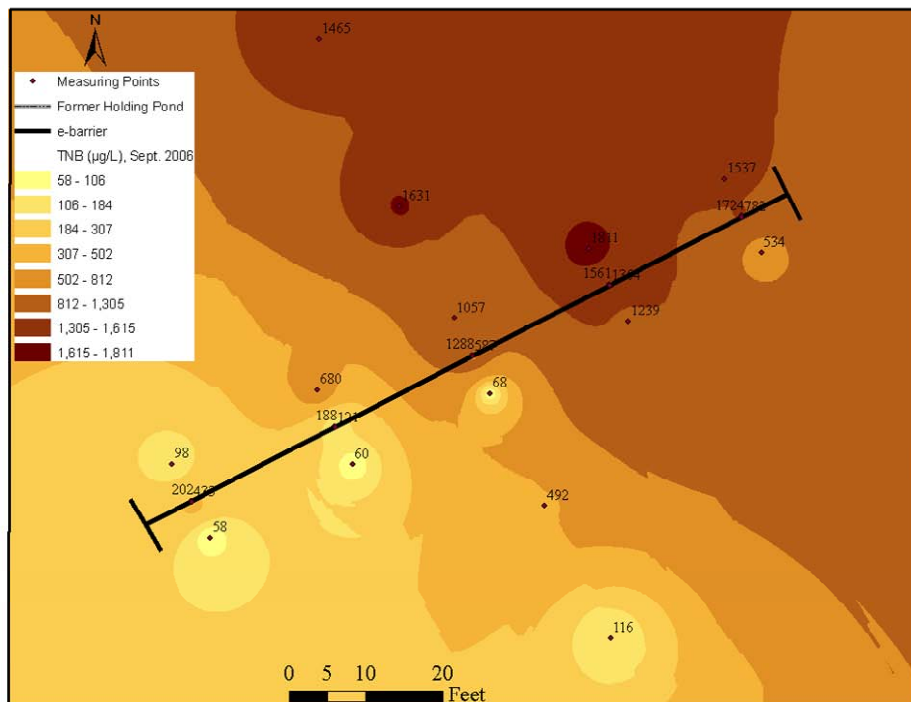 N
1465
Measuring Points
Former Holding Pond
e-barrier
TNB (µg/L), Sept. 2006
58 - 106
106 - 184
184 - 307
307 - 502
502 - 812
812 - 1,305
1,305 - 1,615
1,615 - 1,811
1631
1537
1724
1811
534
1561
1057
1239
1288
680
68
188
98
60
202
492
58
116
0 5 10 20
Feet